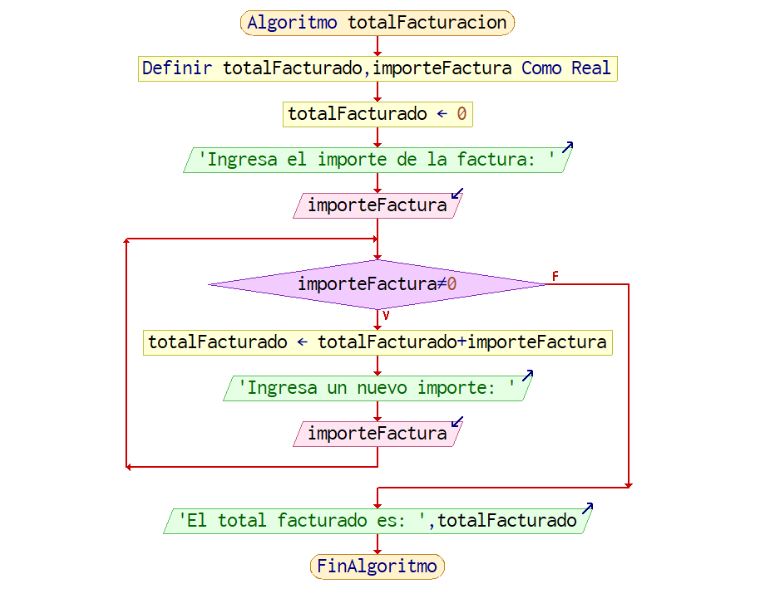 Algoritmo totalFacturacion
Definir totalFacturado,importeFactura Como Real
totalFacturado ← 0
'Ingresa el importe de la factura: '
importeFactura
importeFactura≠0
F
V
totalFacturado ← totalFacturado+importeFactura
'Ingresa un nuevo importe: '
importeFactura
'El total facturado es: ',totalFacturado
FinAlgoritmo